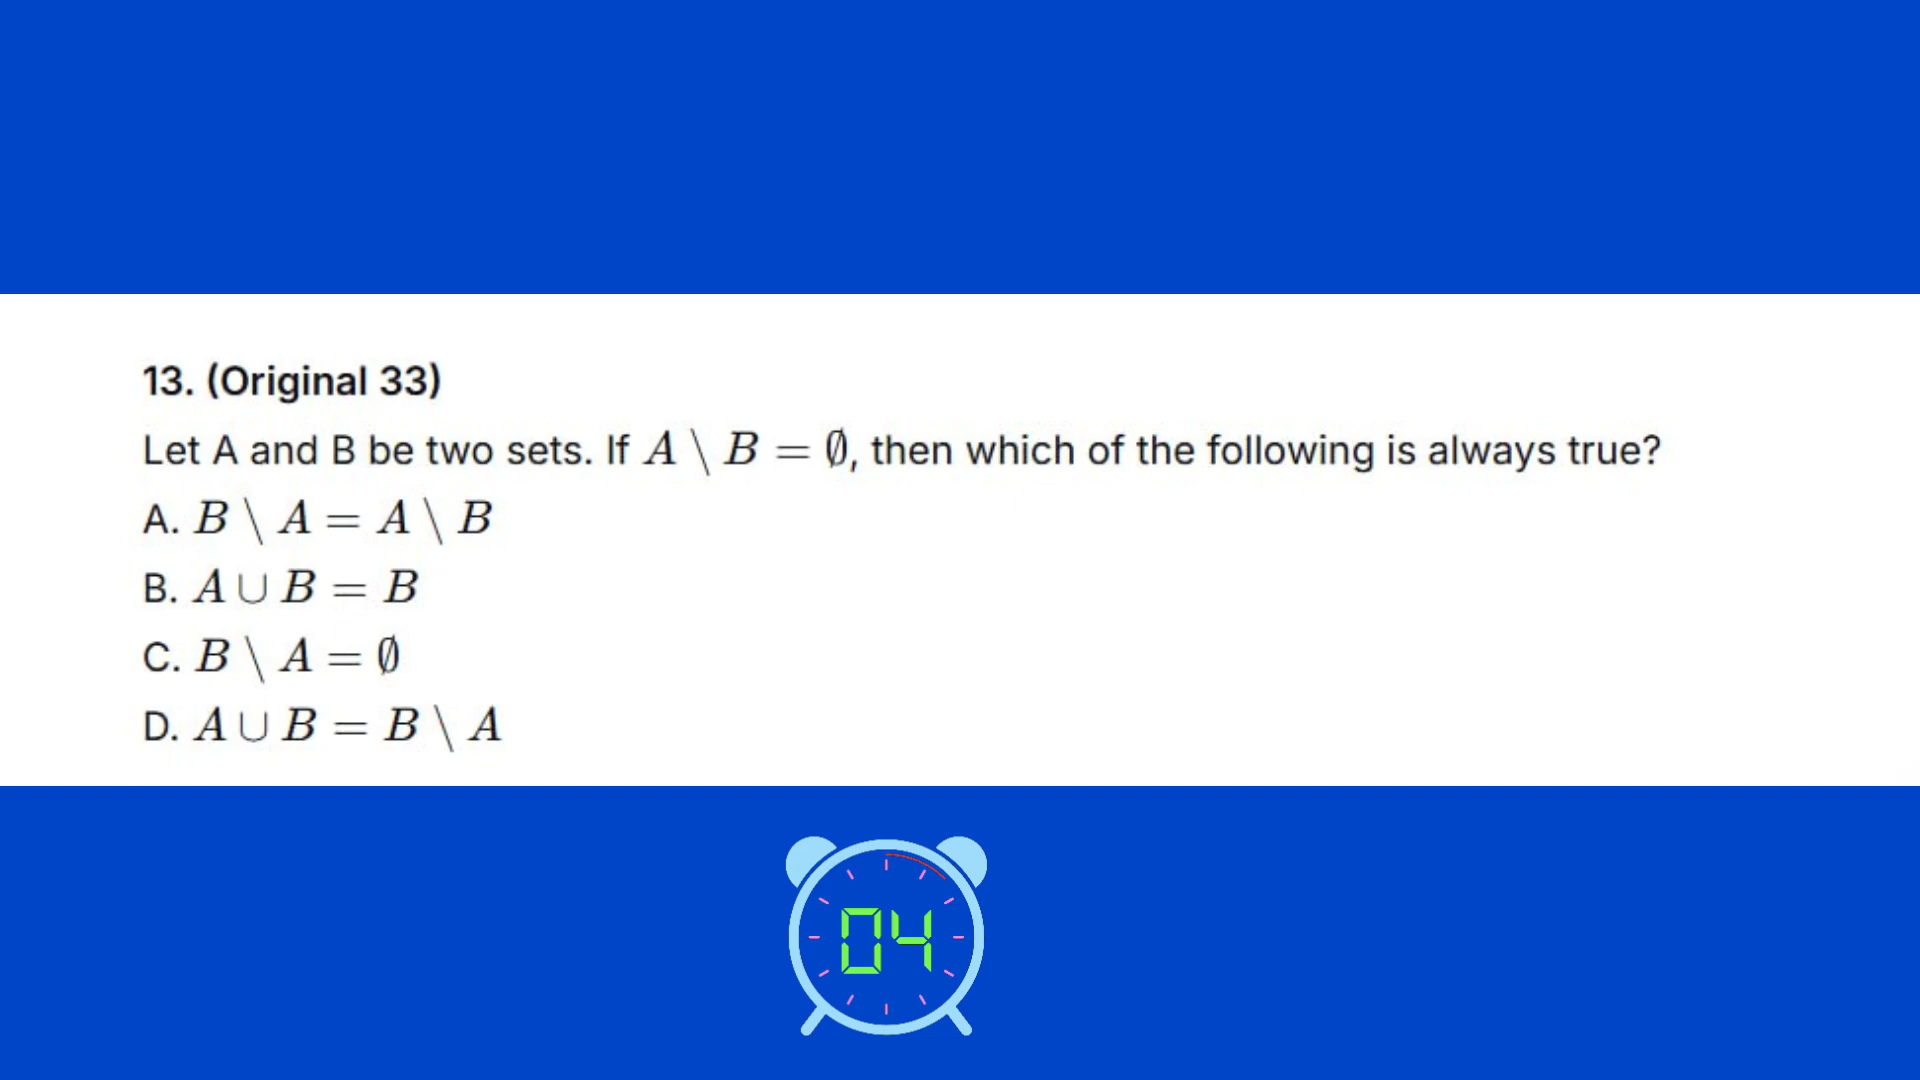 13. (Original 33)
Let A and B be two sets. If A \ B = ∅, then which of the following is always true?
A. B \ A = A \ B
B. A ∪ B = B
C. B \ A = ∅
D. A ∪ B = B \ A
04